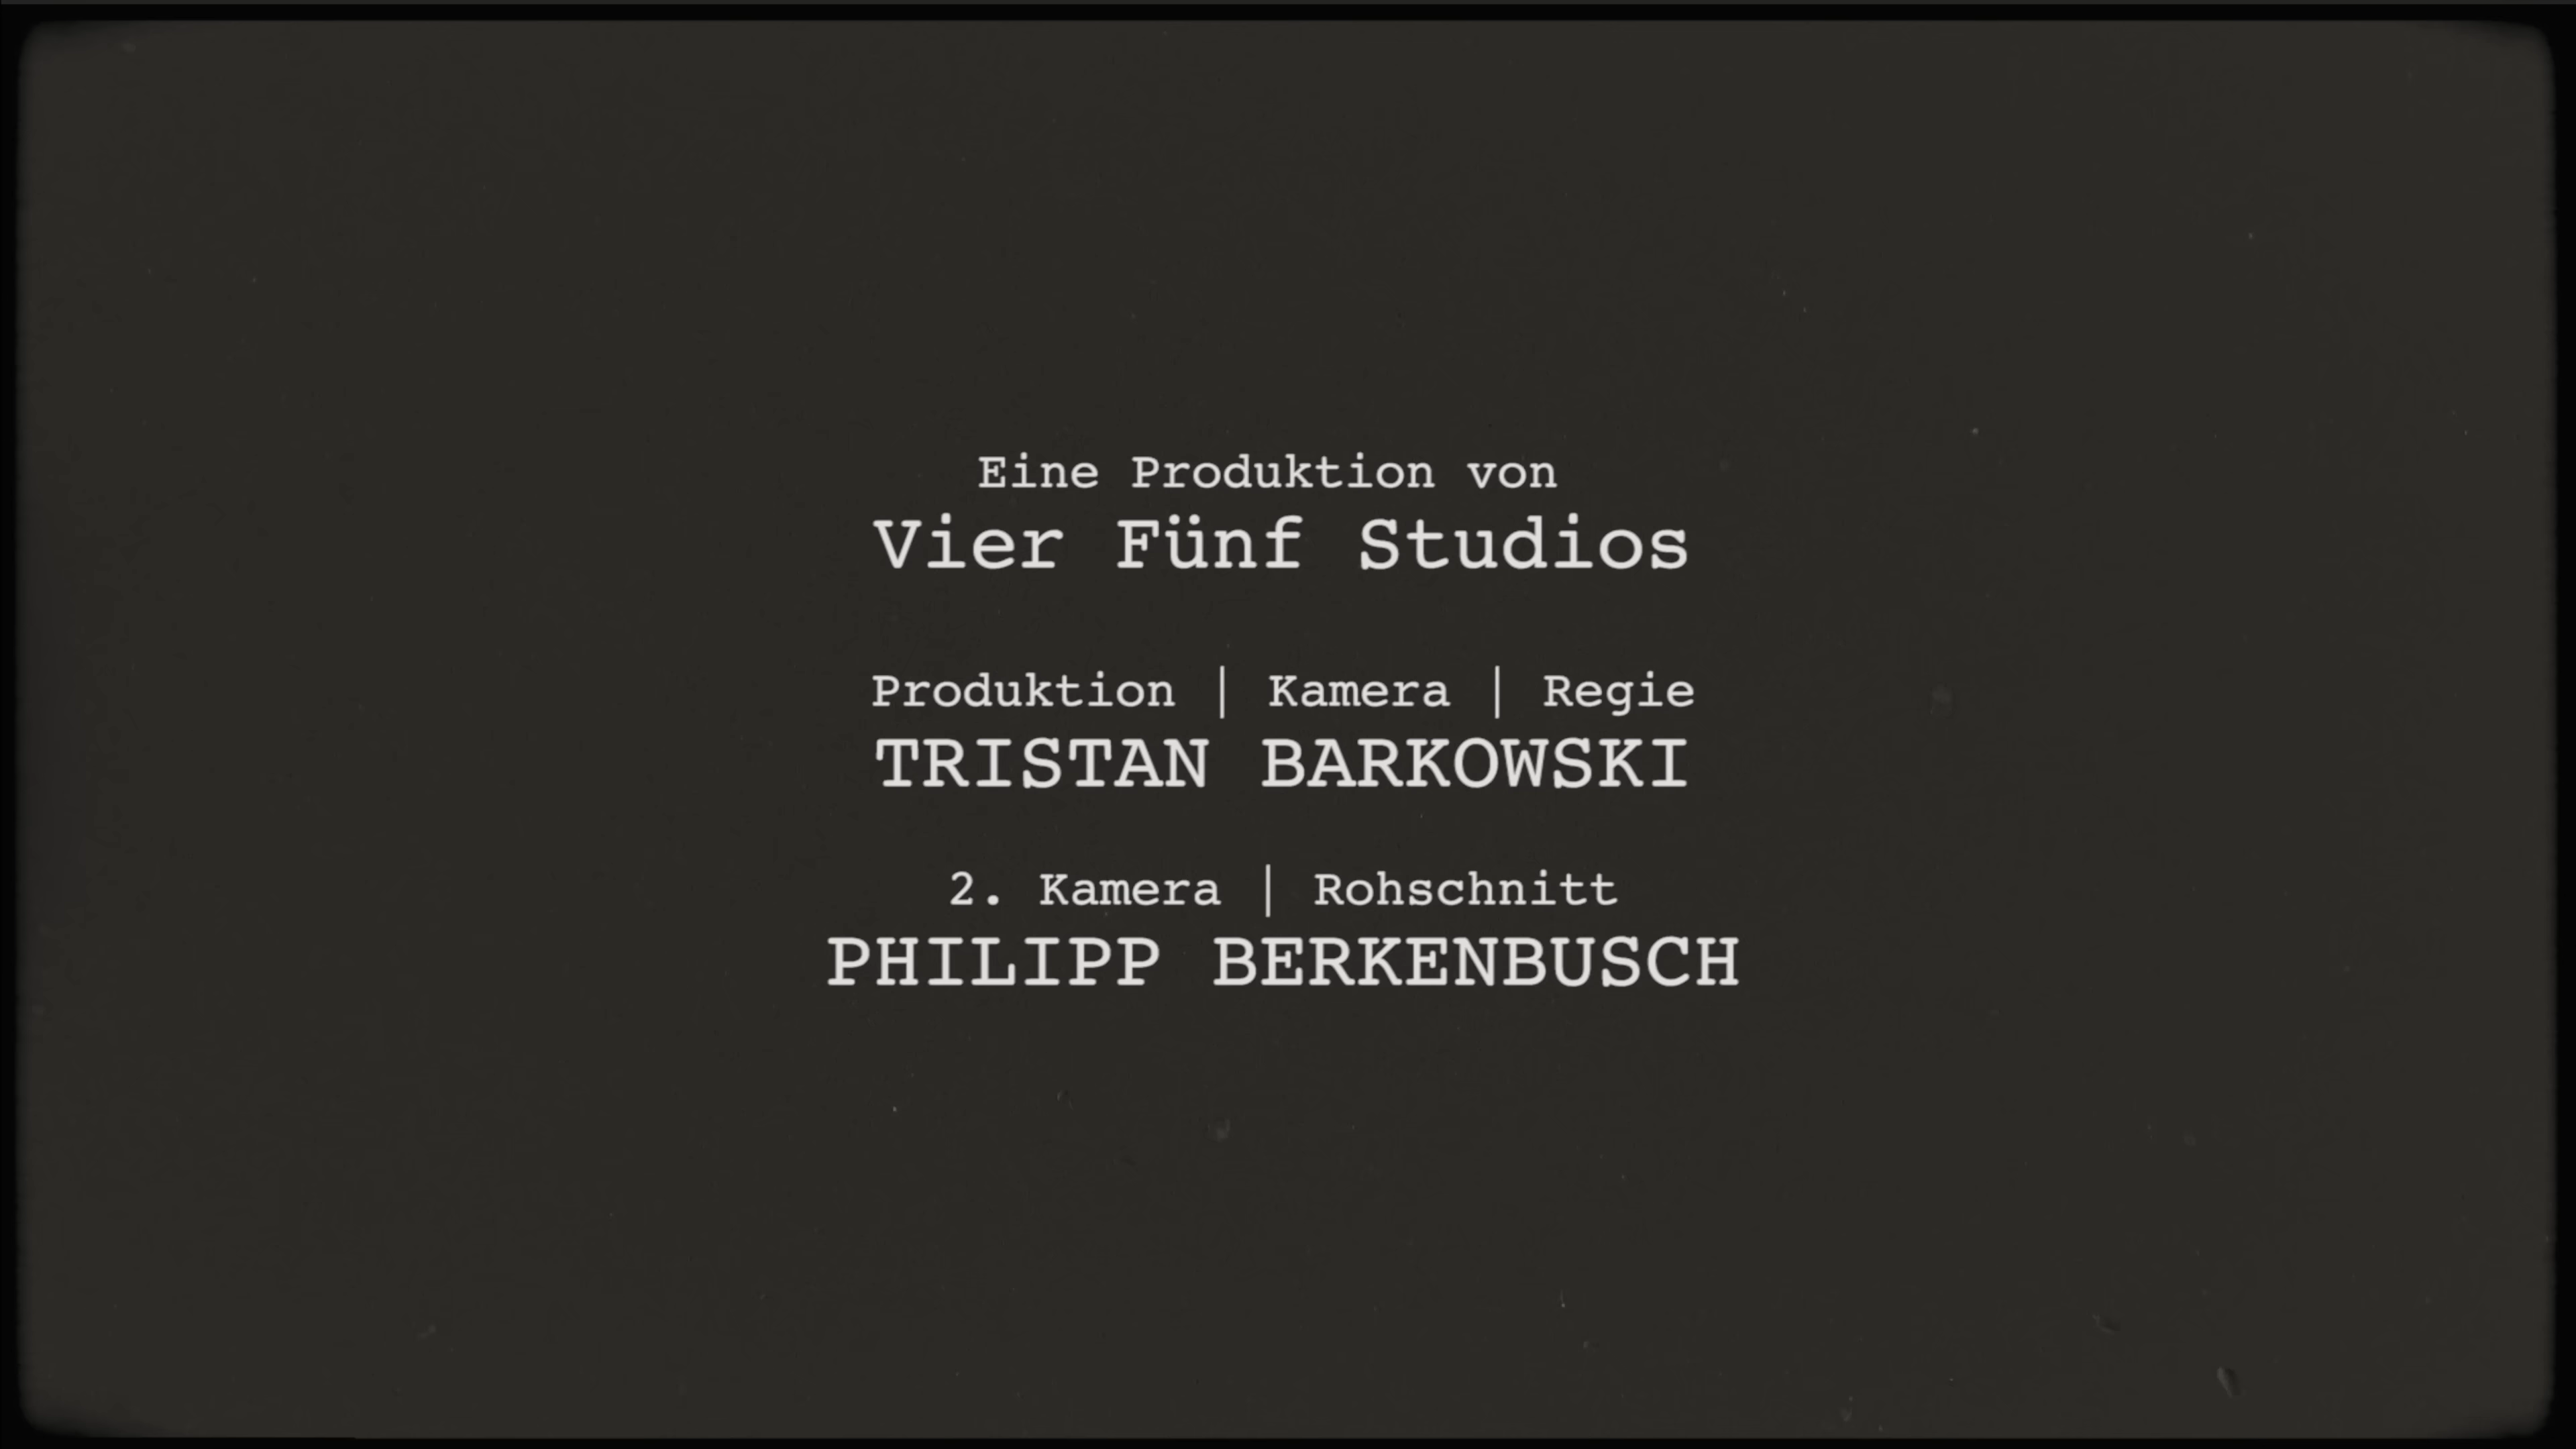 Eine Produktion von
Vier Fünf Studios
Produktion | Kamera | Regie
TRISTAN BARKOWSKI
2. Kamera | Rohschnitt
PHILIPP BERKENBUSCH